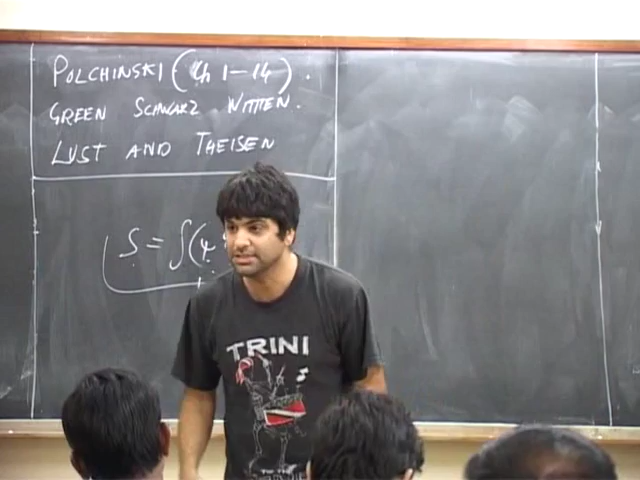 POLCHINSKI (Ch 1-14).
GREEN SCHWARZ WITTEN.
LUST AND THEISEN
S = ∫(
TRINI